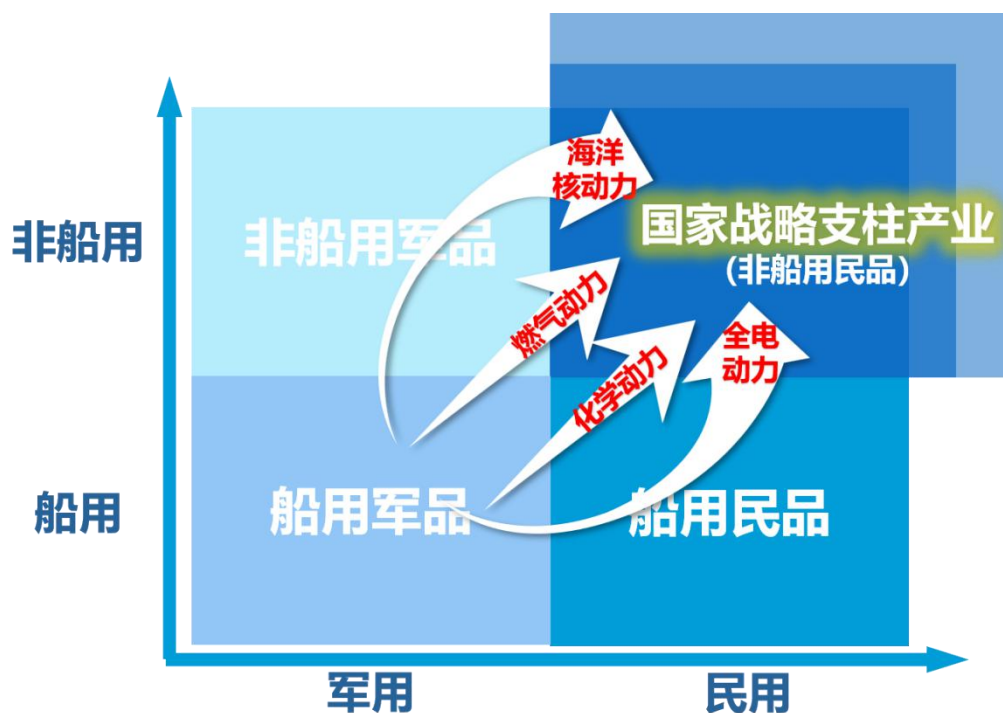 海洋
核动力
非船用
非船用军品
国家战略支柱产业
(非船用民品)
燃气动力
化学动力
全电
动力
船用
船用军品
船用民品
军用
民用